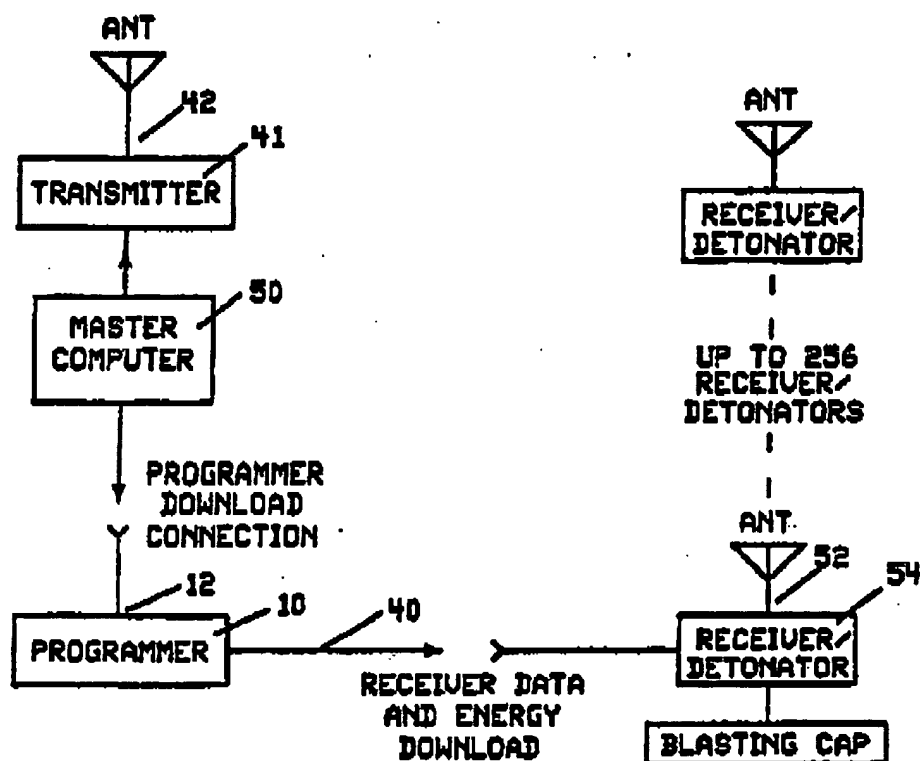 ANT
42
41
TRANSMITTER
50
MASTER
COMPUTER
PROGRAMMER
DOWNLOAD
CONNECTION
12
10
PROGRAMMER
40
RECEIVER DATA
AND ENERGY
DOWNLOAD
ANT
RECEIVER/
DETONATOR
UP TO 256
RECEIVER/
DETONATORS
ANT
52
54
RECEIVER/
DETONATOR
BLASTING CAP